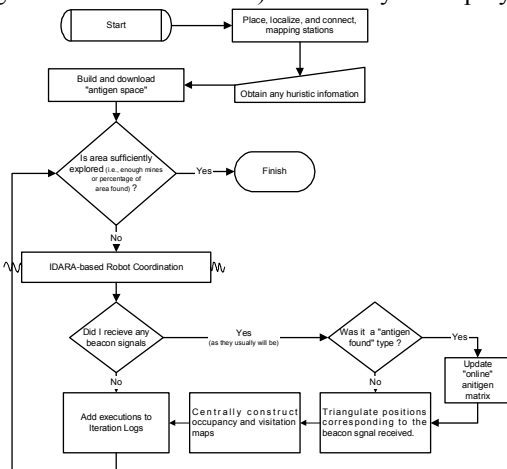 Start
Place, localize, and connect,
mapping stations
Build and download
"antigen space"
Obtain any huristic infomation
Is area sufficiently
explored (i.e., enough mines
or percentage of
area found) ?
Yes
Finish
No
IDARA-based Robot Coordination
Did I recieve any
beacon signals
Yes
(as they usually will be)
Was it a "antigen
found" type ?
Yes
Update
"online"
anitigen
matrix
No
No
Add executions to
Iteration Logs
Centrally construct
occupancy and visitation
maps
Triangulate positions
corresponding to the
beacon sgnal received.